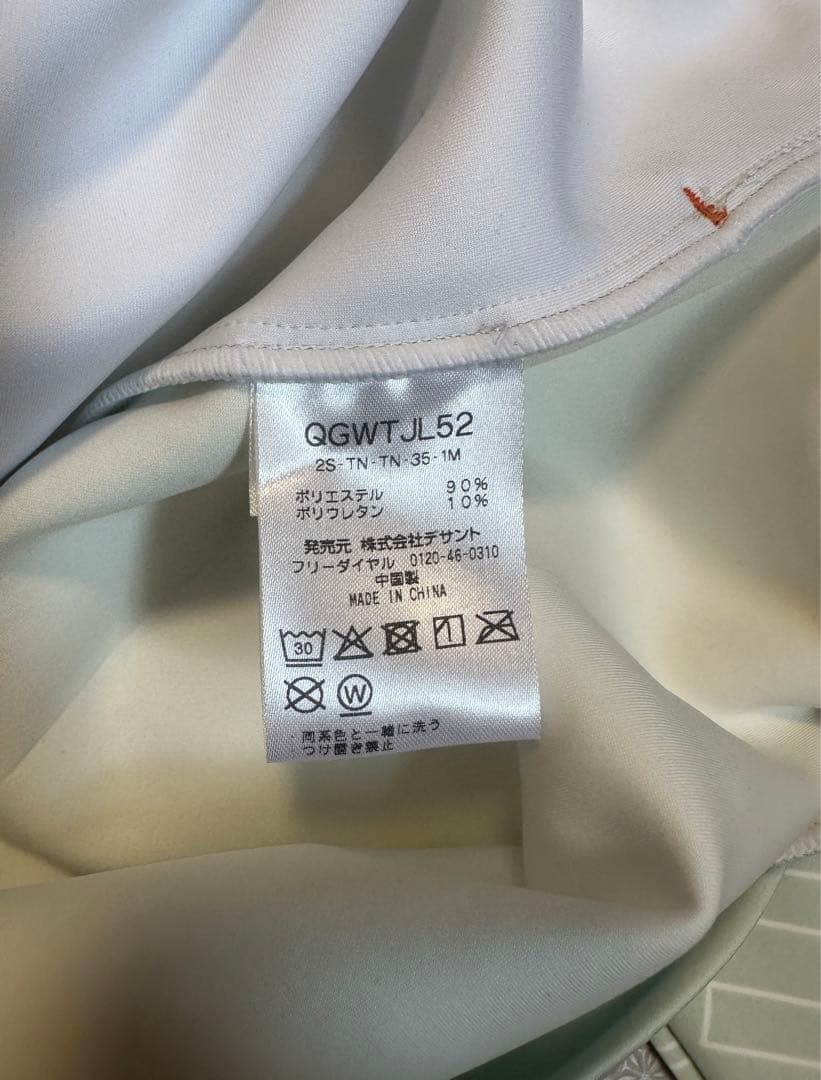 QGWTJL52
2S-TN-TN-35-1M
ポリエステル 90%
ポリウレタン 10%
発売元 株式会社デサント
フリーダイヤル 0120-46-0310
中国製
MADE IN CHINA
30
W
・同系色と一緒に洗う
・つけ置き禁止